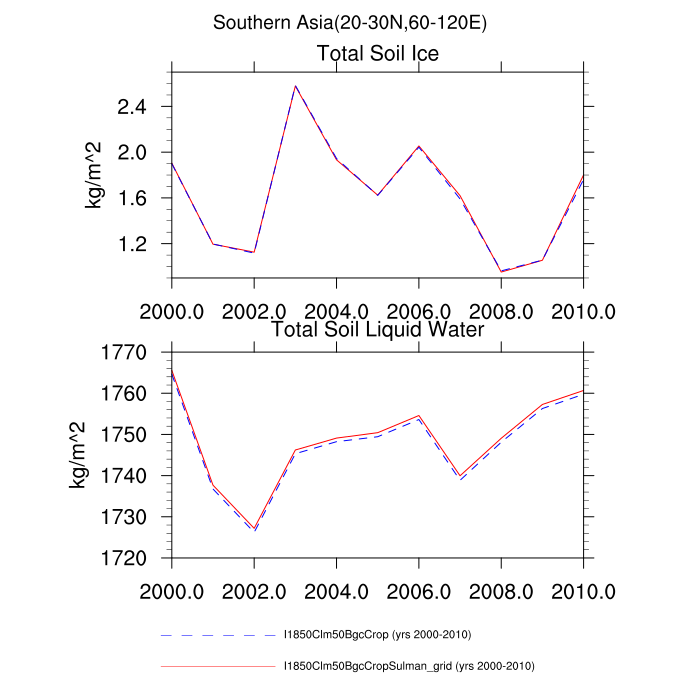 Southern Asia(20-30N,60-120E)
Total Soil Ice
kg/m^2
2.4
2.0
1.6
1.2
2000.0 2002.0 2004.0 2006.0 2008.0 2010.0
Total Soil Liquid Water
kg/m^2
1770
1760
1750
1740
1730
1720
2000.0 2002.0 2004.0 2006.0 2008.0 2010.0
I1850Clm50BgcCrop (yrs 2000-2010)
I1850Clm50BgcCropSulman_grid (yrs 2000-2010)